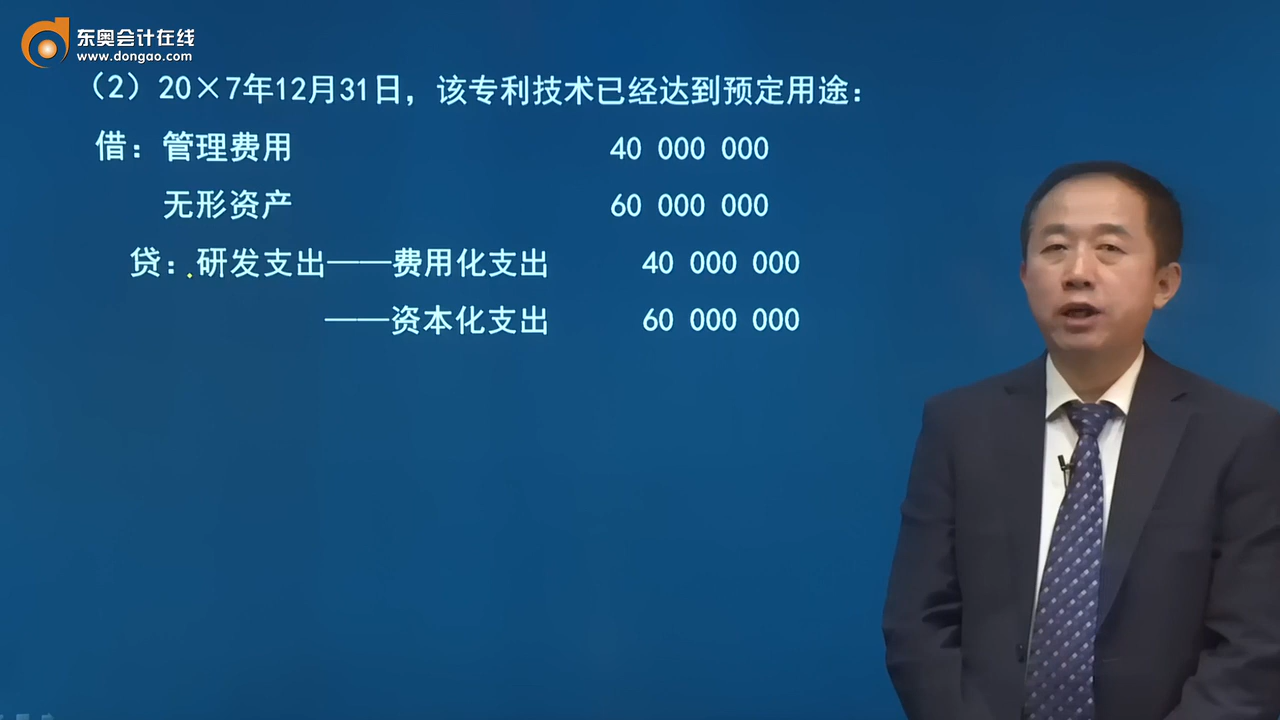 东奥会计在线
www.dongao.com
（2）20×7年12月31日，该专利技术已经达到预定用途：
借：管理费用 40 000 000
无形资产 60 000 000
贷：研发支出——费用化支出 40 000 000
——资本化支出 60 000 000